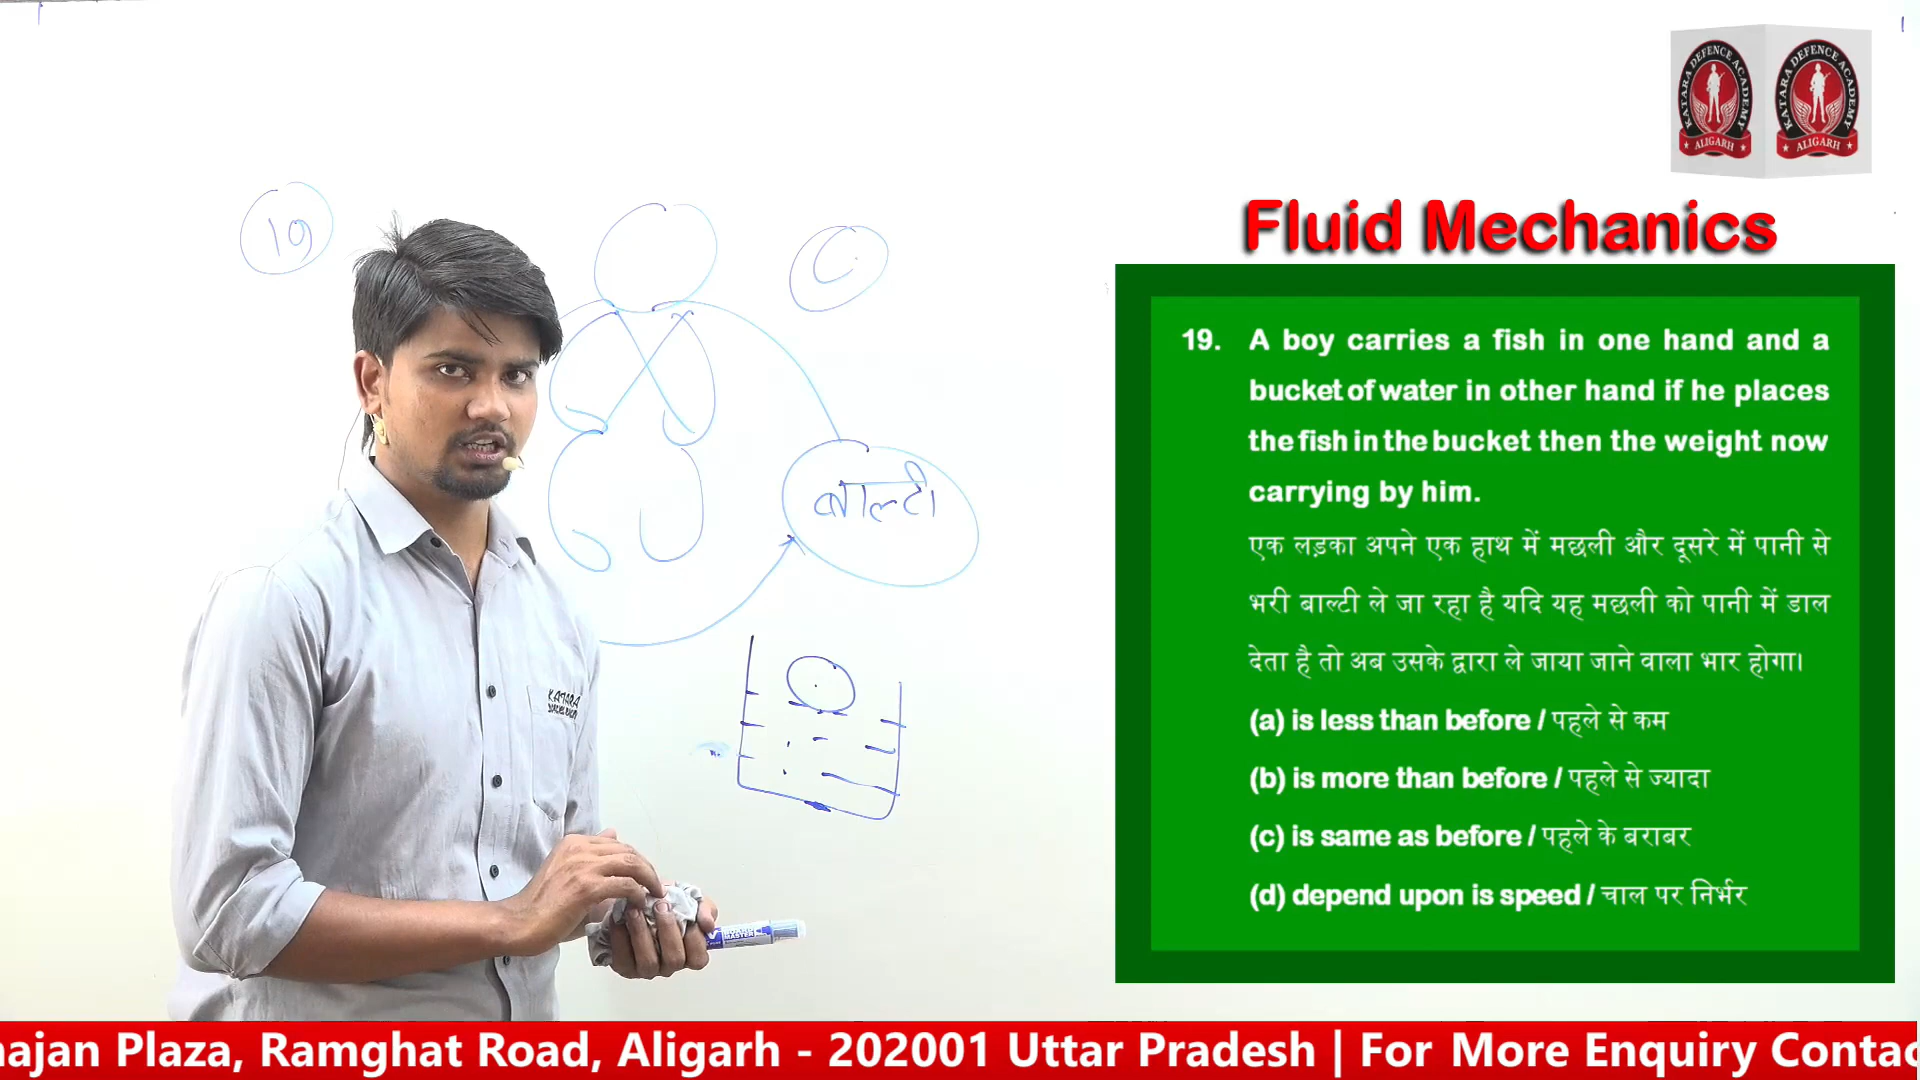 KATARA DEFENCE ACADEMY
ALIGARH
KATARA DEFENCE ACADEMY
ALIGARH
Fluid Mechanics
19
C
बाल्टी
19. A boy carries a fish in one hand and a
bucket of water in other hand if he places
the fish in the bucket then the weight now
carrying by him.
एक लड़का अपने एक हाथ में मछली और दूसरे में पानी से
भरी बाल्टी ले जा रहा है यदि यह मछली को पानी में डाल
देता है तो अब उसके द्वारा ले जाया जाने वाला भार होगा।
(a) is less than before / पहले से कम
(b) is more than before / पहले से ज्यादा
(c) is same as before / पहले के बराबर
(d) depend upon is speed / चाल पर निर्भर
KATARA
najan Plaza, Ramghat Road, Aligarh - 202001 Uttar Pradesh | For More Enquiry Contac